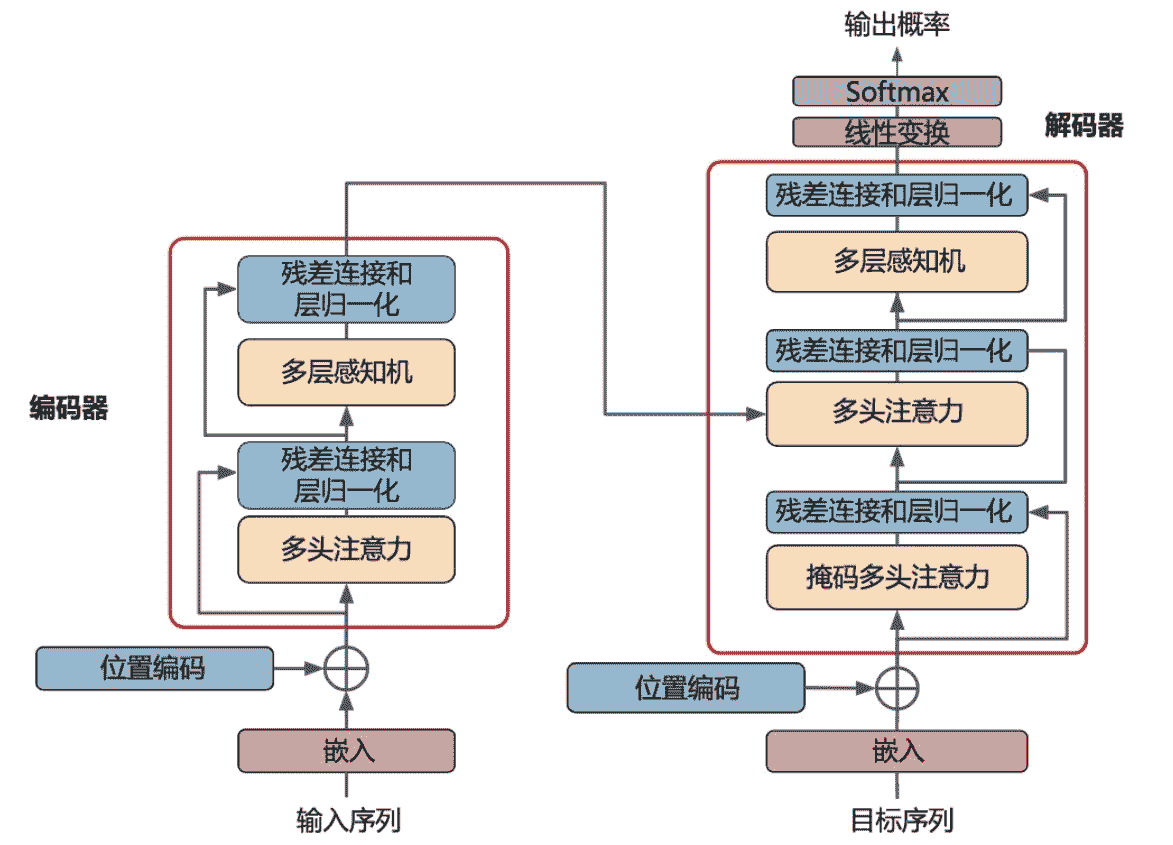 输出概率
Softmax
线性变换
解码器
残差连接和层归一化
多层感知机
残差连接和层归一化
多头注意力
残差连接和层归一化
掩码多头注意力
位置编码
嵌入
目标序列
编码器
残差连接和
层归一化
多层感知机
残差连接和
层归一化
多头注意力
位置编码
嵌入
输入序列